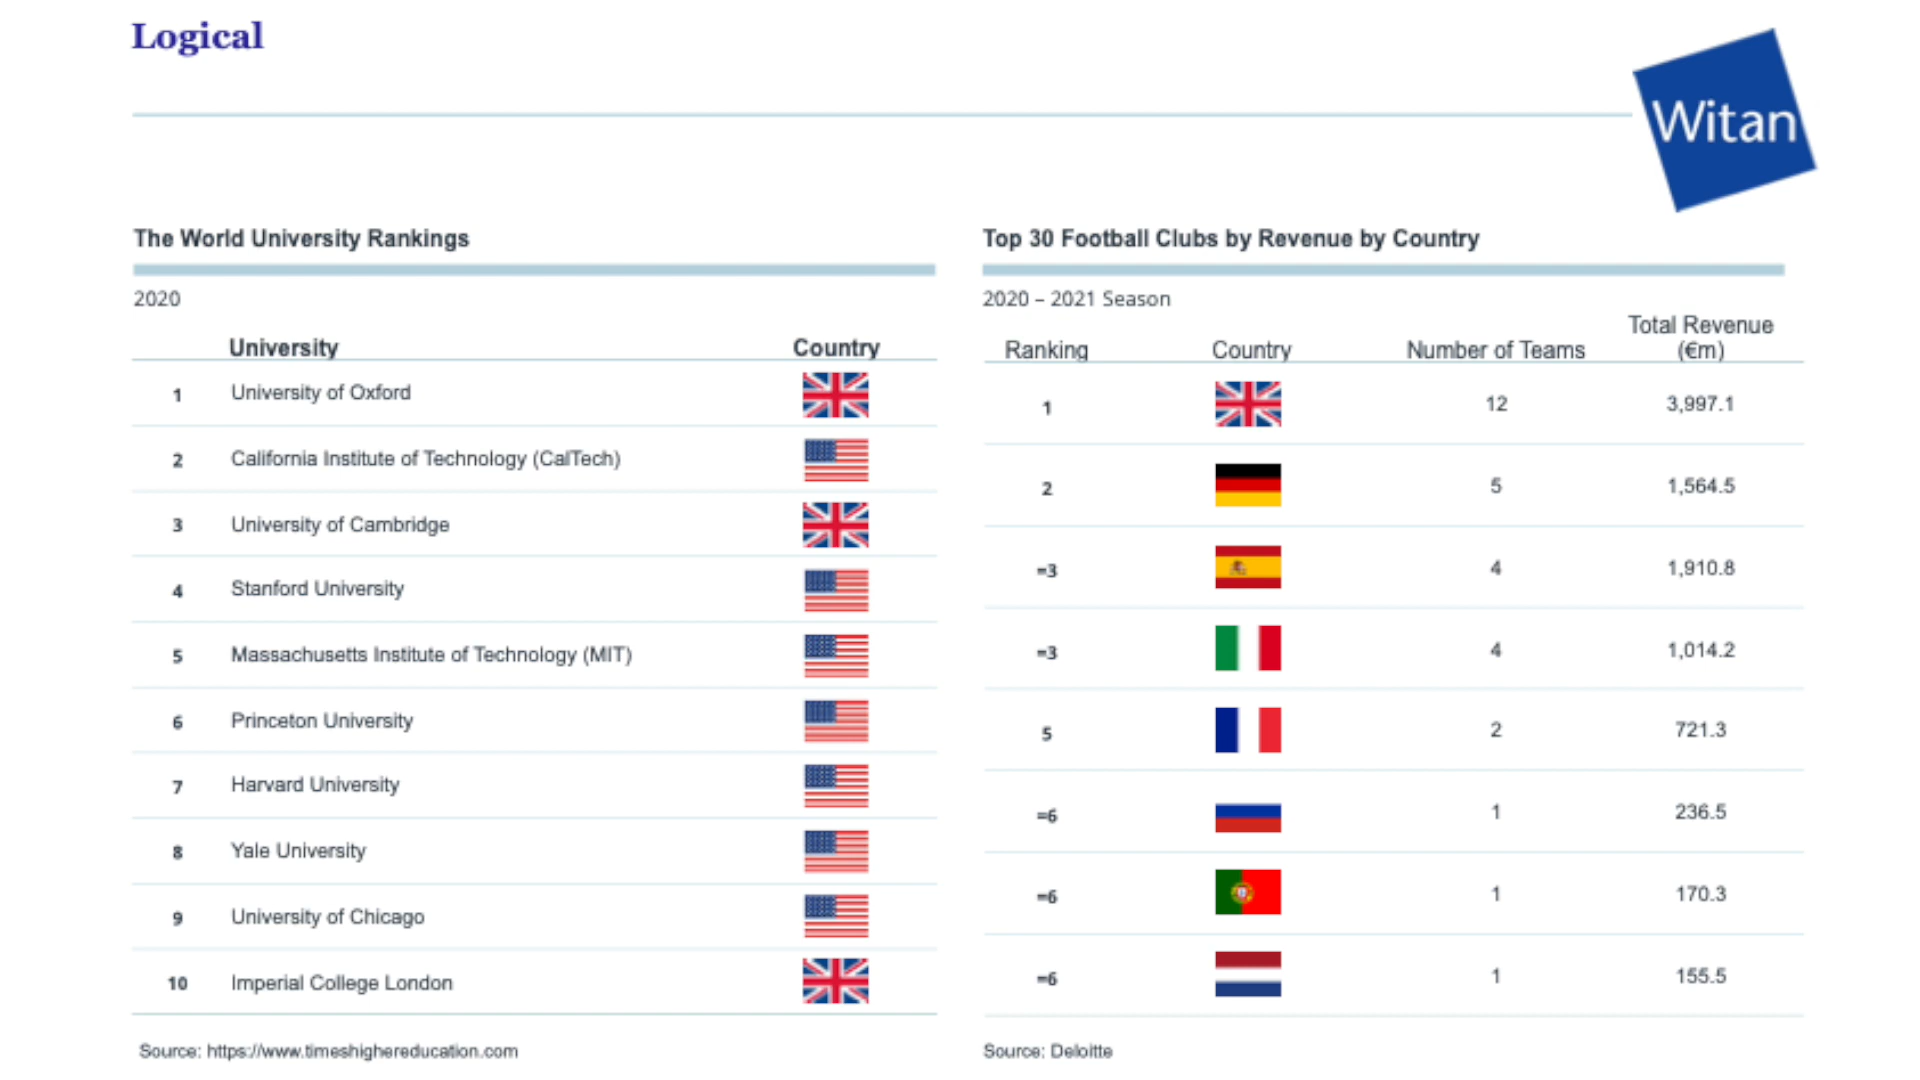 Logical
Witan
The World University Rankings
2020
University Country
1 University of Oxford
2 California Institute of Technology (CalTech)
3 University of Cambridge
4 Stanford University
5 Massachusetts Institute of Technology (MIT)
6 Princeton University
7 Harvard University
8 Yale University
9 University of Chicago
10 Imperial College London
Source: https://www.timeshighereducation.com
Top 30 Football Clubs by Revenue by Country
2020 – 2021 Season
Total Revenue
Ranking Country Number of Teams (€m)
1 12 3,997.1
2 5 1,564.5
=3 4 1,910.8
=3 4 1,014.2
5 2 721.3
=6 1 236.5
=6 1 170.3
=6 1 155.5
Source: Deloitte